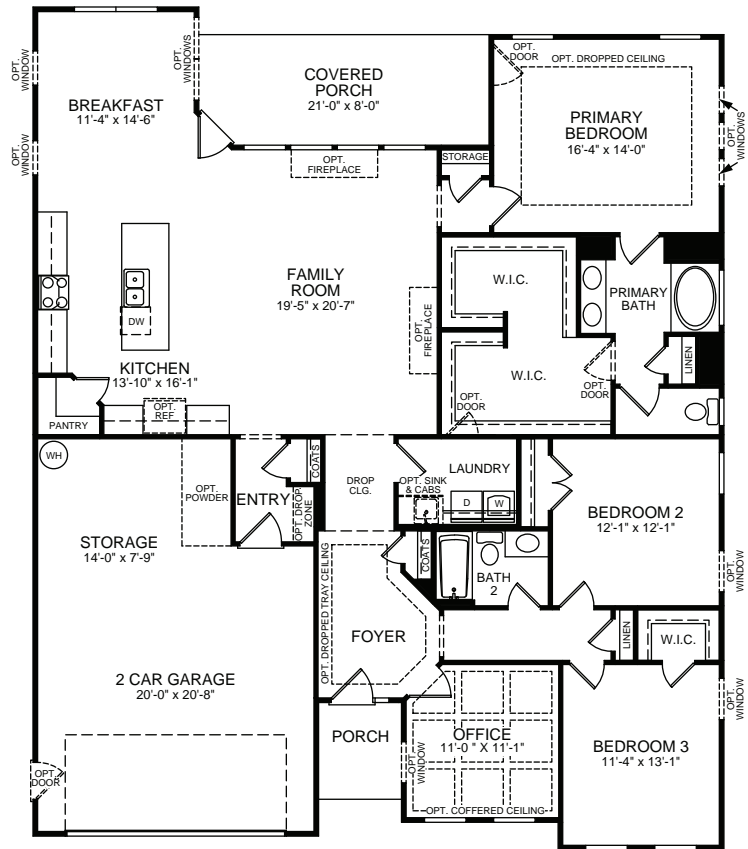 OPT.
WINDOW
OPT.
WINDOWS
BREAKFAST
11'-4" x 14'-6"
OPT.
WINDOW
COVERED
PORCH
21'-0" x 8'-0"
OPT.
FIREPLACE
OPT.
DOOR
OPT. DROPPED CEILING
PRIMARY
BEDROOM
16'-4" x 14'-0"
OPT.
WINDOWS
STORAGE
FAMILY
ROOM
19'-5" x 20'-7"
OPT.
FIREPLACE
DW
KITCHEN
13'-10" x 16'-1"
OPT.
REF
PANTRY
W.I.C.
W.I.C.
OPT.
DOOR
OPT.
DOOR
PRIMARY
BATH
LINEN
WH
OPT.
POWDER
ENTRY
COATS
OPT. DROP
ZONE
DROP
CLG.
LAUNDRY
OPT. SINK
& CABS
D
W
BEDROOM 2
12'-1" x 12'-1"
OPT.
WINDOW
STORAGE
14'-0" x 7'-9"
OPT. DROPPED TRAY CEILING
COATS
BATH
2
FOYER
LINEN
W.I.C.
OPT.
WINDOW
2 CAR GARAGE
20'-0" x 20'-8"
OPT.
DOOR
PORCH
OPT.
WINDOW
OFFICE
11'-0 " X 11'-1"
OPT. COFFERED CEILING
BEDROOM 3
11'-4" x 13'-1"